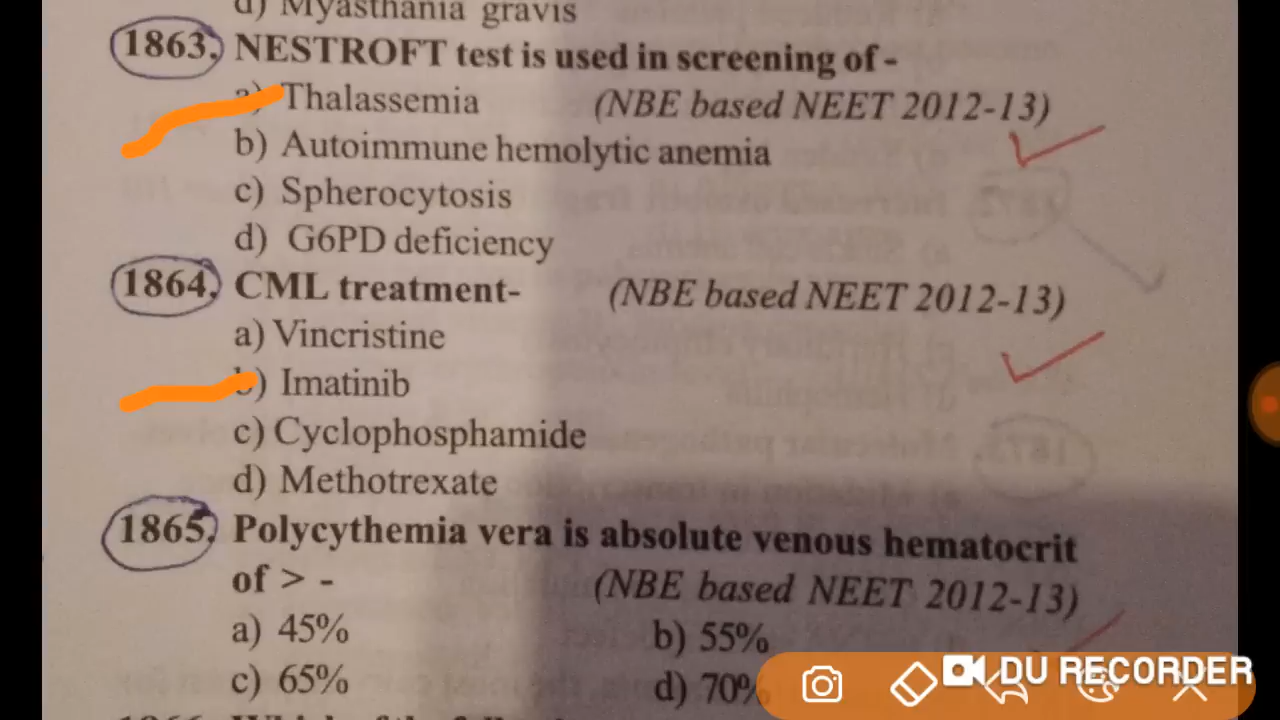 d) Myasthania gravis
1863. NESTROFT test is used in screening of -
a) Thalassemia (NBE based NEET 2012-13)
b) Autoimmune hemolytic anemia
c) Spherocytosis
d) G6PD deficiency
1864. CML treatment- (NBE based NEET 2012-13)
a) Vincristine
b) Imatinib
c) Cyclophosphamide
d) Methotrexate
1865. Polycythemia vera is absolute venous hematocrit
of > - (NBE based NEET 2012-13)
a) 45% b) 55%
c) 65% d) 70%
DU RECORDER